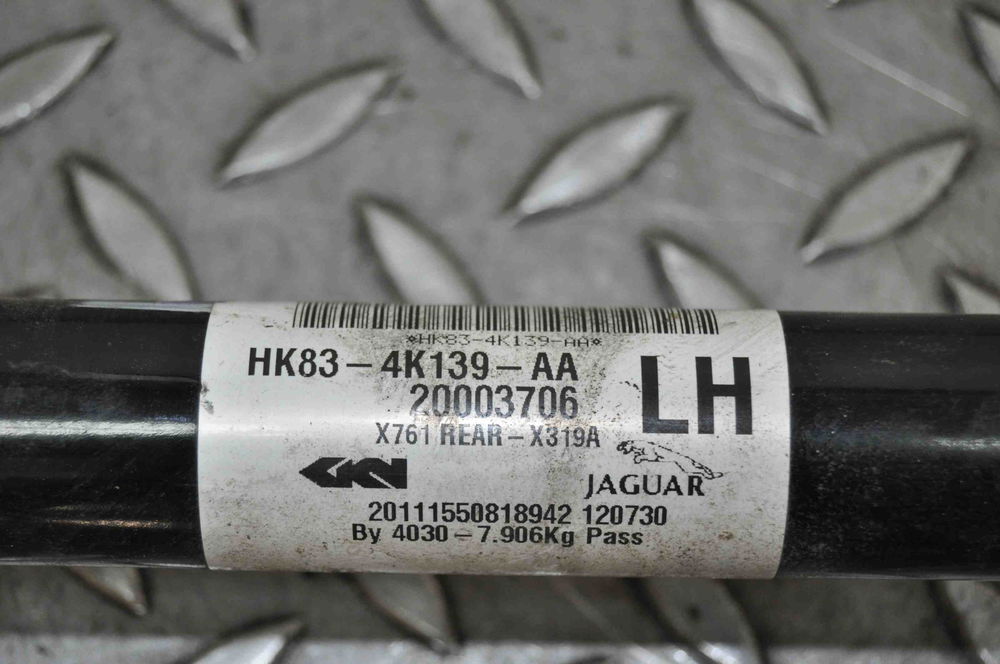 *HK83-4K139-AA*
HK83-4K139-AA
LH
20003706
X761 REAR-X319A
GKN
JAGUAR
20111550818942 120730
By 4030-7.906Kg Pass